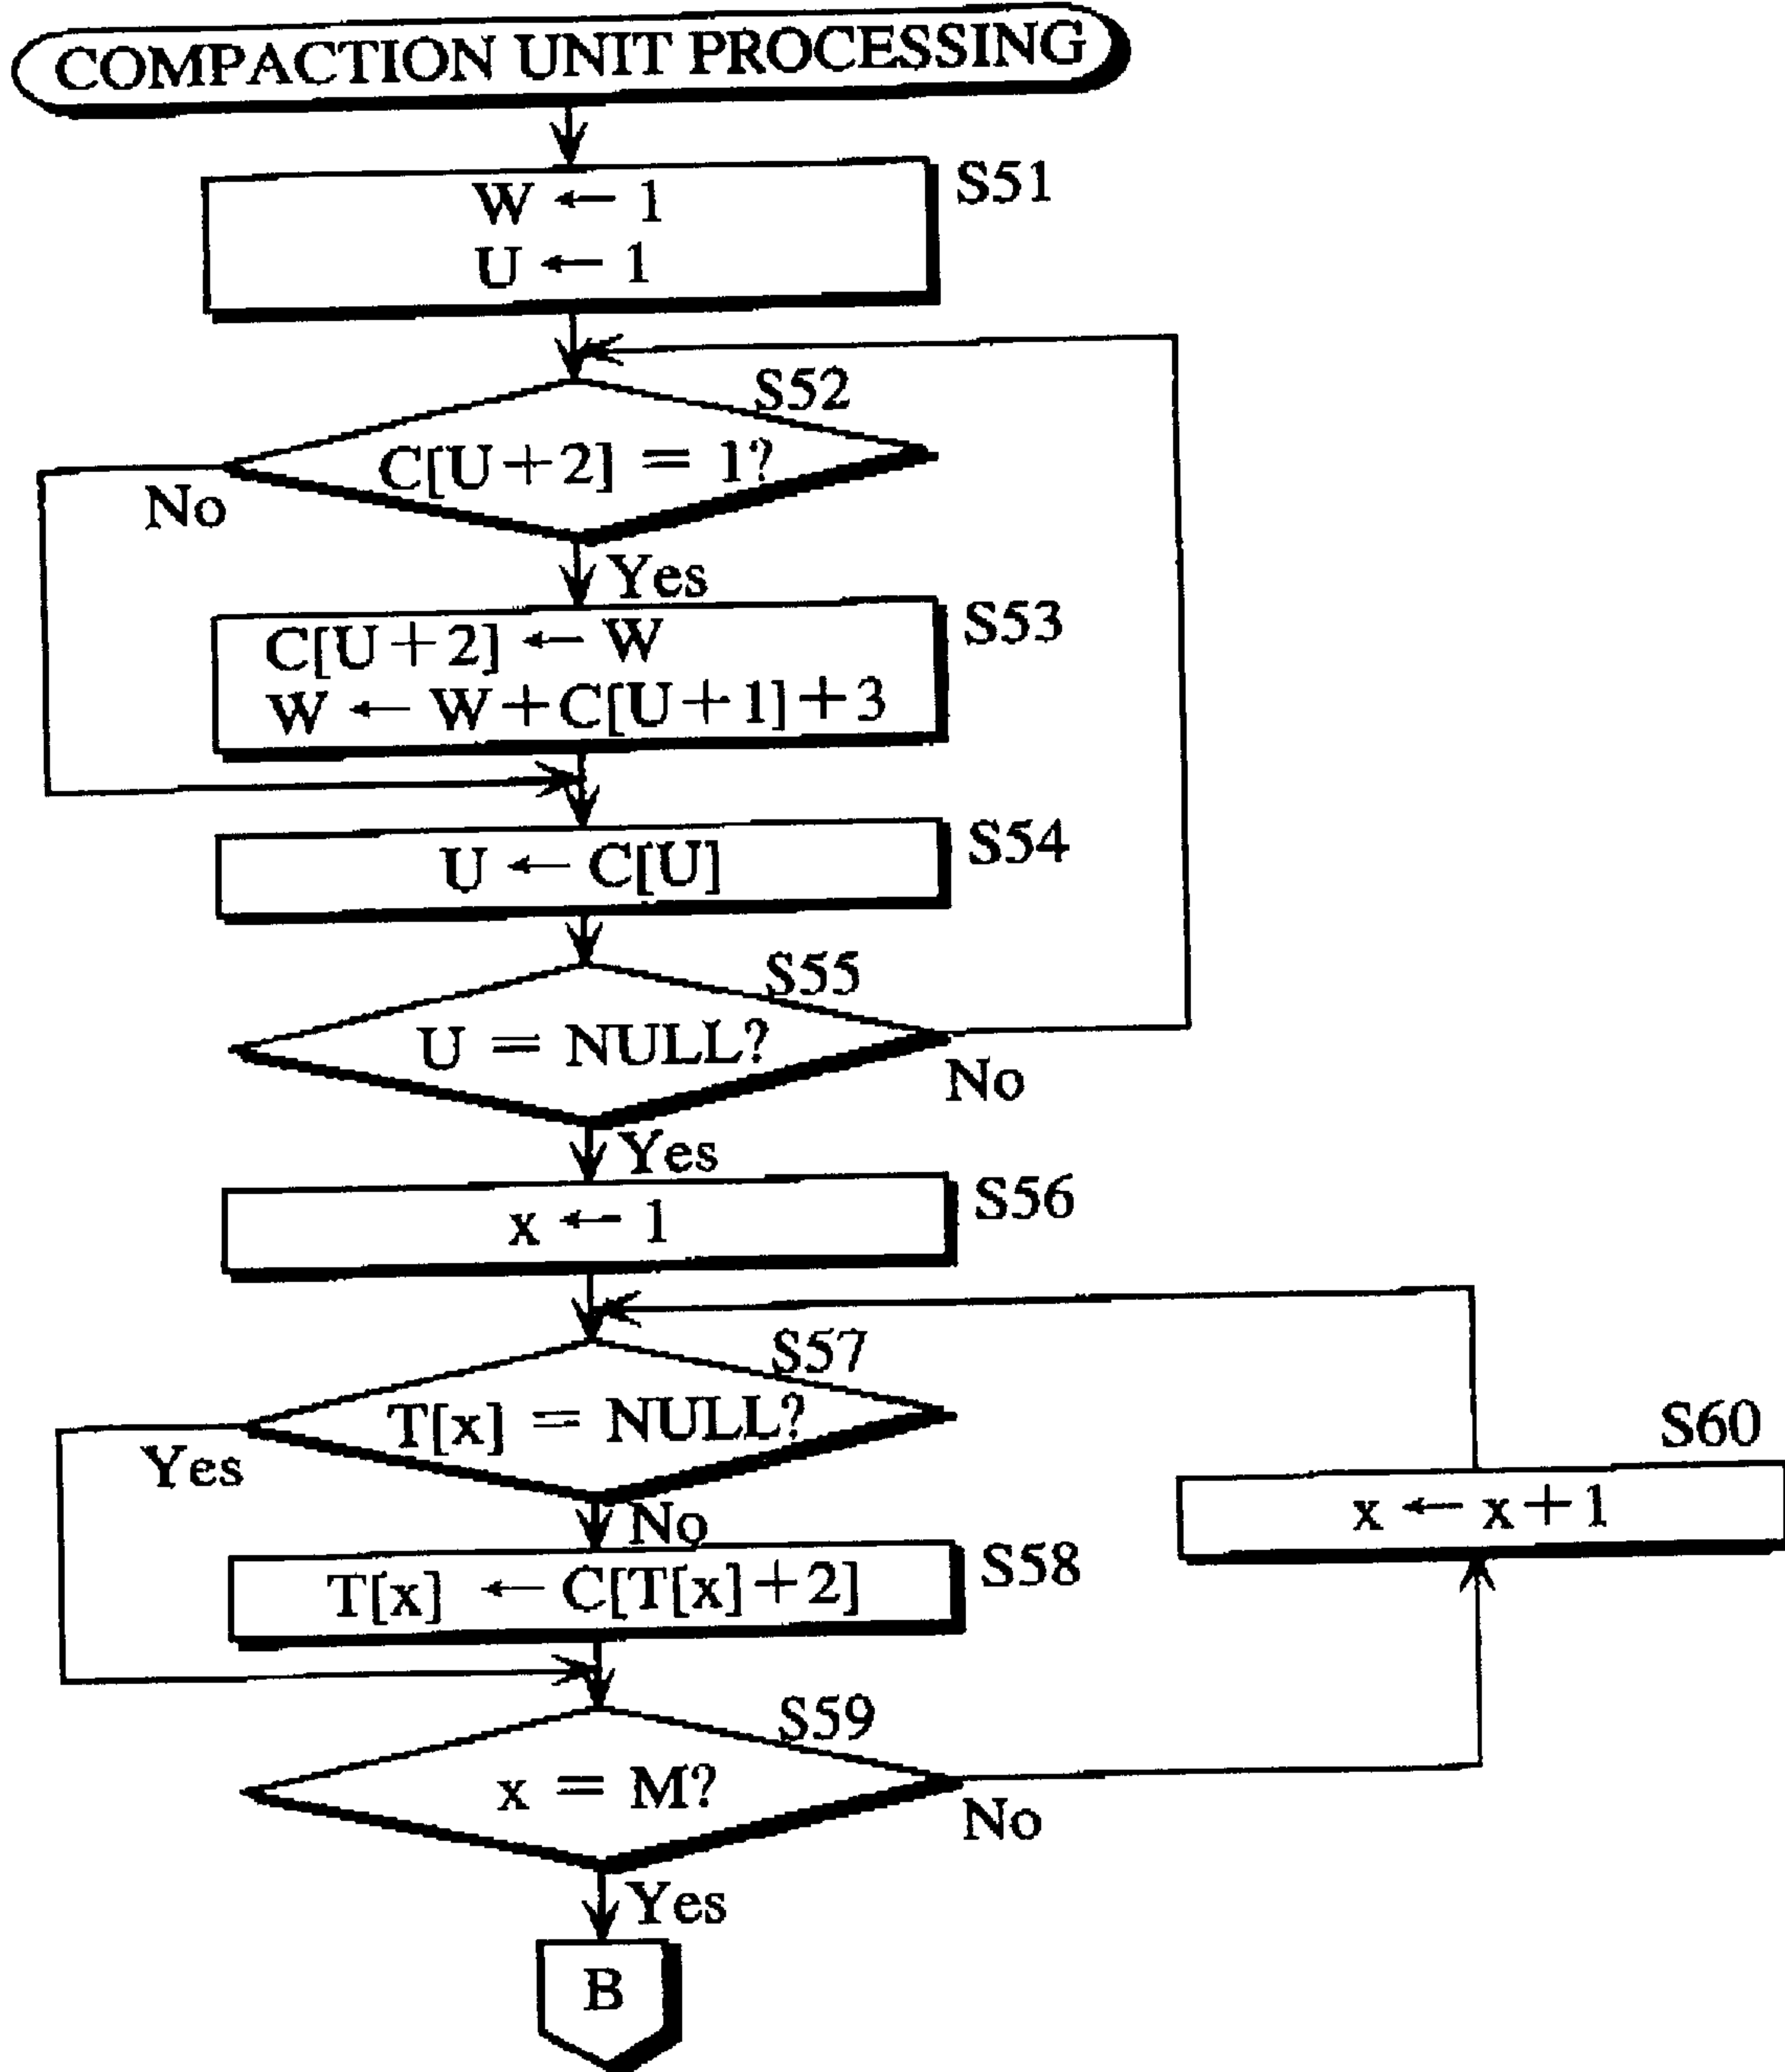 COMPACTION UNIT PROCESSING
S51
W ← 1
U ← 1
S52
C[U+2] = 1?
No
Yes
S53
C[U+2] ← W
W ← W+C[U+1]+3
S54
U ← C[U]
S55
U = NULL?
No
Yes
S56
x ← 1
S57
T[x] = NULL?
Yes
No
S60
x ← x+1
S58
T[x] ← C[T[x]+2]
S59
x = M?
No
Yes
B